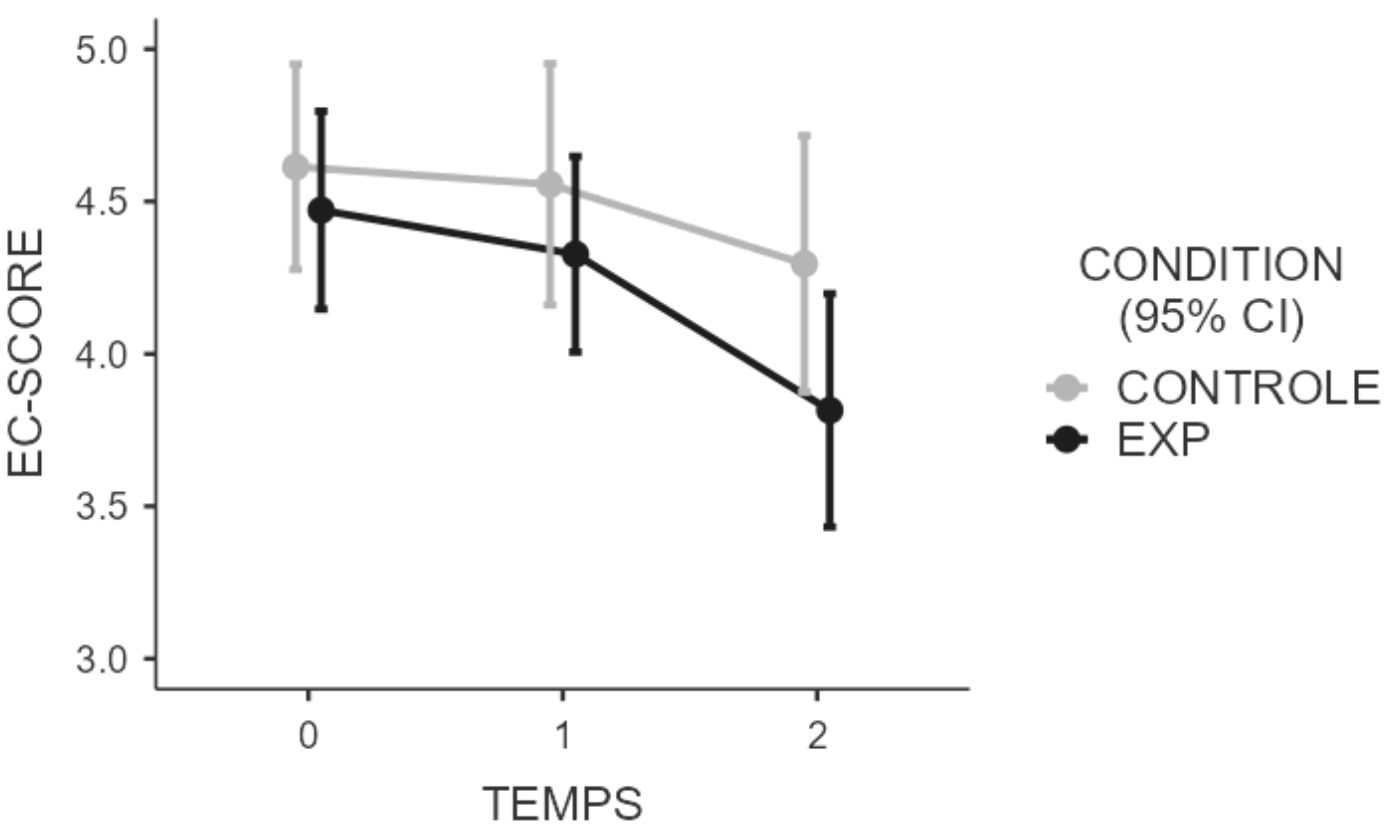 EC-SCORE
5.0
4.5
4.0
3.5
3.0
0 1 2
TEMPS
CONDITION
(95% CI)
CONTROLE
EXP